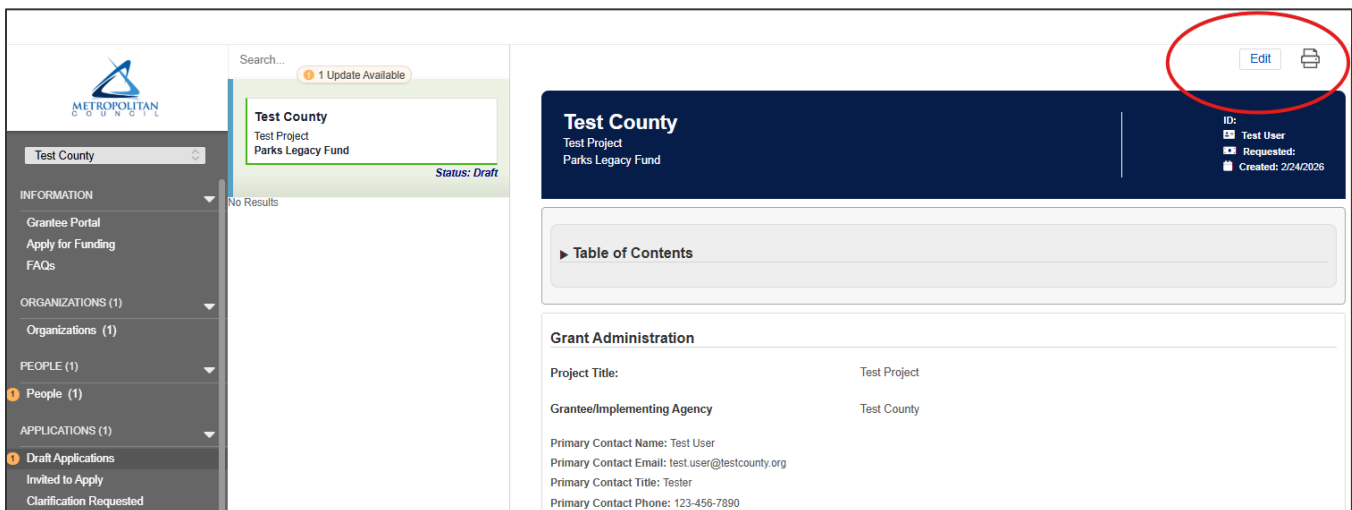 METROPOLITAN
COUNCIL
Test County
INFORMATION
Grantee Portal
Apply for Funding
FAQs
ORGANIZATIONS (1)
Organizations (1)
PEOPLE (1)
1 People (1)
APPLICATIONS (1)
1 Draft Applications
Invited to Apply
Clarification Requested
Search...
1 1 Update Available
Test County
Test Project
Parks Legacy Fund
Status: Draft
No Results
Edit
Test County
Test Project
Parks Legacy Fund
ID:
Test User
Requested:
Created: 2/24/2026
Table of Contents
Grant Administration
Project Title: Test Project
Grantee/Implementing Agency Test County
Primary Contact Name: Test User
Primary Contact Email: test.user@testcounty.org
Primary Contact Title: Tester
Primary Contact Phone: 123-456-7890